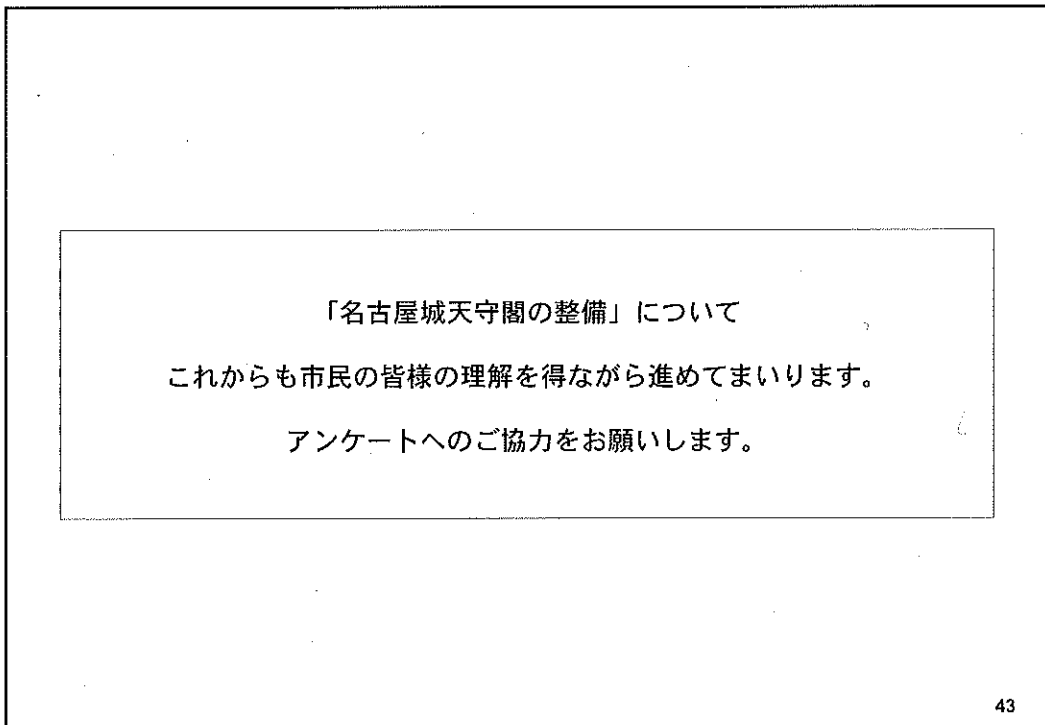 「名古屋城天守閣の整備」について
これからも市民の皆様の理解を得ながら進めてまいります。
アンケートへのご協力をお願いします。
43